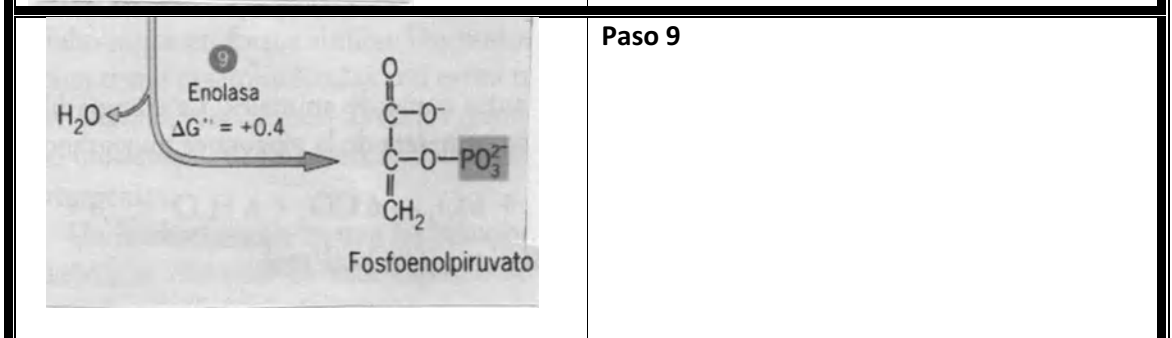 Paso 9
9
Enolasa
H₂O
ΔG°' = +0.4
O
C–O⁻
C–O–PO₃²⁻
CH₂
Fosfoenolpiruvato